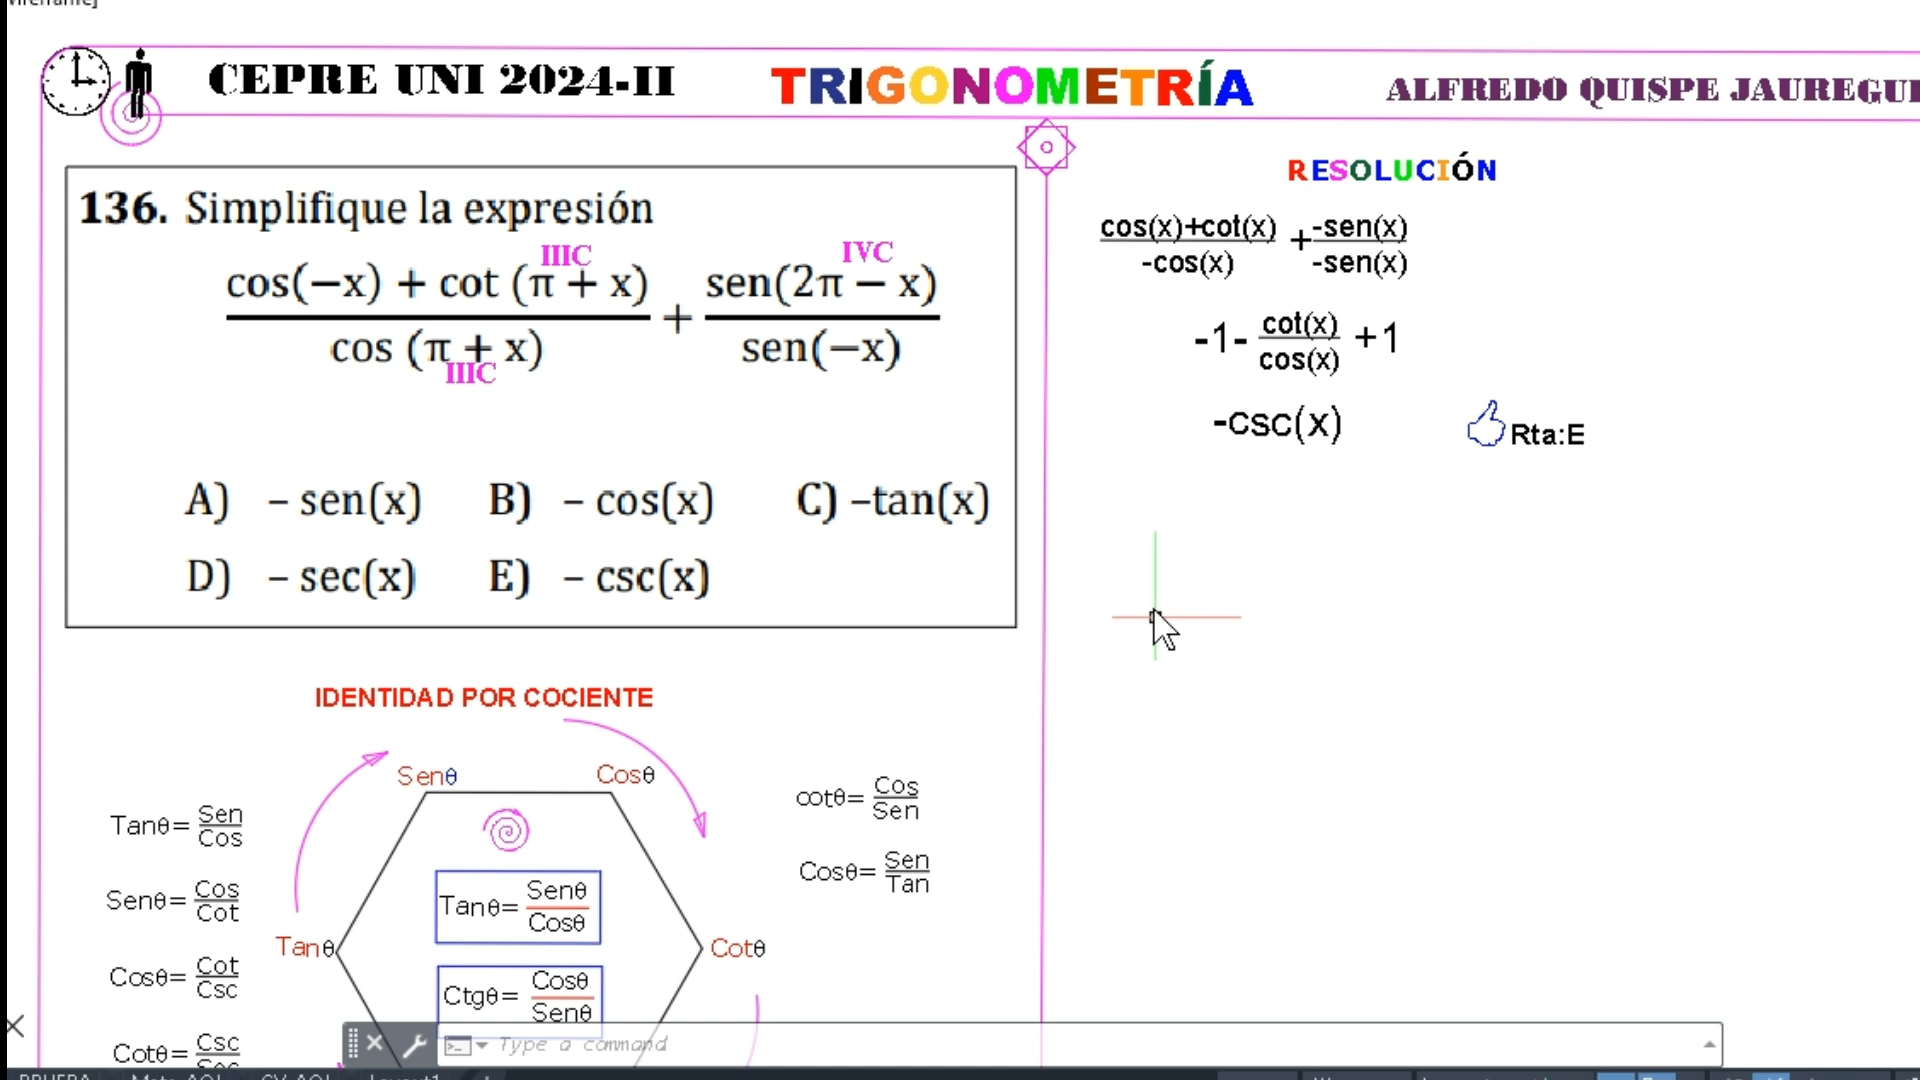 CEPRE UNI 2024-II
TRIGONOMETRÍA
ALFREDO QUISPE JAUREGUI
136. Simplifique la expresión
IIIC
IVC
cos(−x) + cot (π + x) / cos (π + x) + sen(2π − x) / sen(−x)
IIIC
A) − sen(x) B) − cos(x) C) −tan(x)
D) − sec(x) E) − csc(x)
RESOLUCIÓN
cos(x)+cot(x) / -cos(x) + -sen(x) / -sen(x)
-1- cot(x) / cos(x) +1
-csc(x)
Rta:E
IDENTIDAD POR COCIENTE
Senθ
Cosθ
Tanθ
Cotθ
Tanθ= Sen / Cos
Senθ= Cos / Cot
Cosθ= Cot / Csc
Cotθ= Csc
Tanθ= Senθ / Cosθ
Ctgθ= Cosθ / Senθ
cotθ= Cos / Sen
Cosθ= Sen / Tan
Type a command